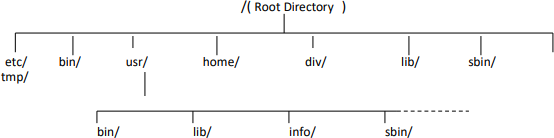 /( Root Directory )
etc/ bin/ usr/ home/ div/ lib/ sbin/
tmp/
bin/ lib/ info/ sbin/